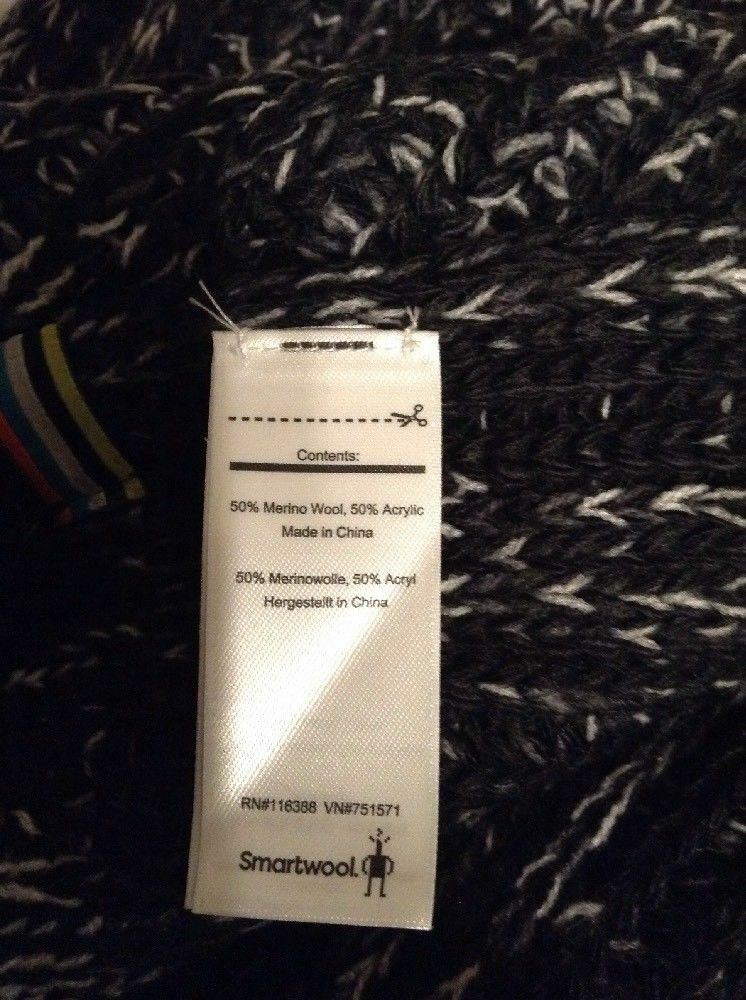 Contents:
50% Merino Wool, 50% Acrylic
Made in China
50% Merinowolle, 50% Acryl
Hergestellt in China
RN#116388 VN#751571
Smartwool.